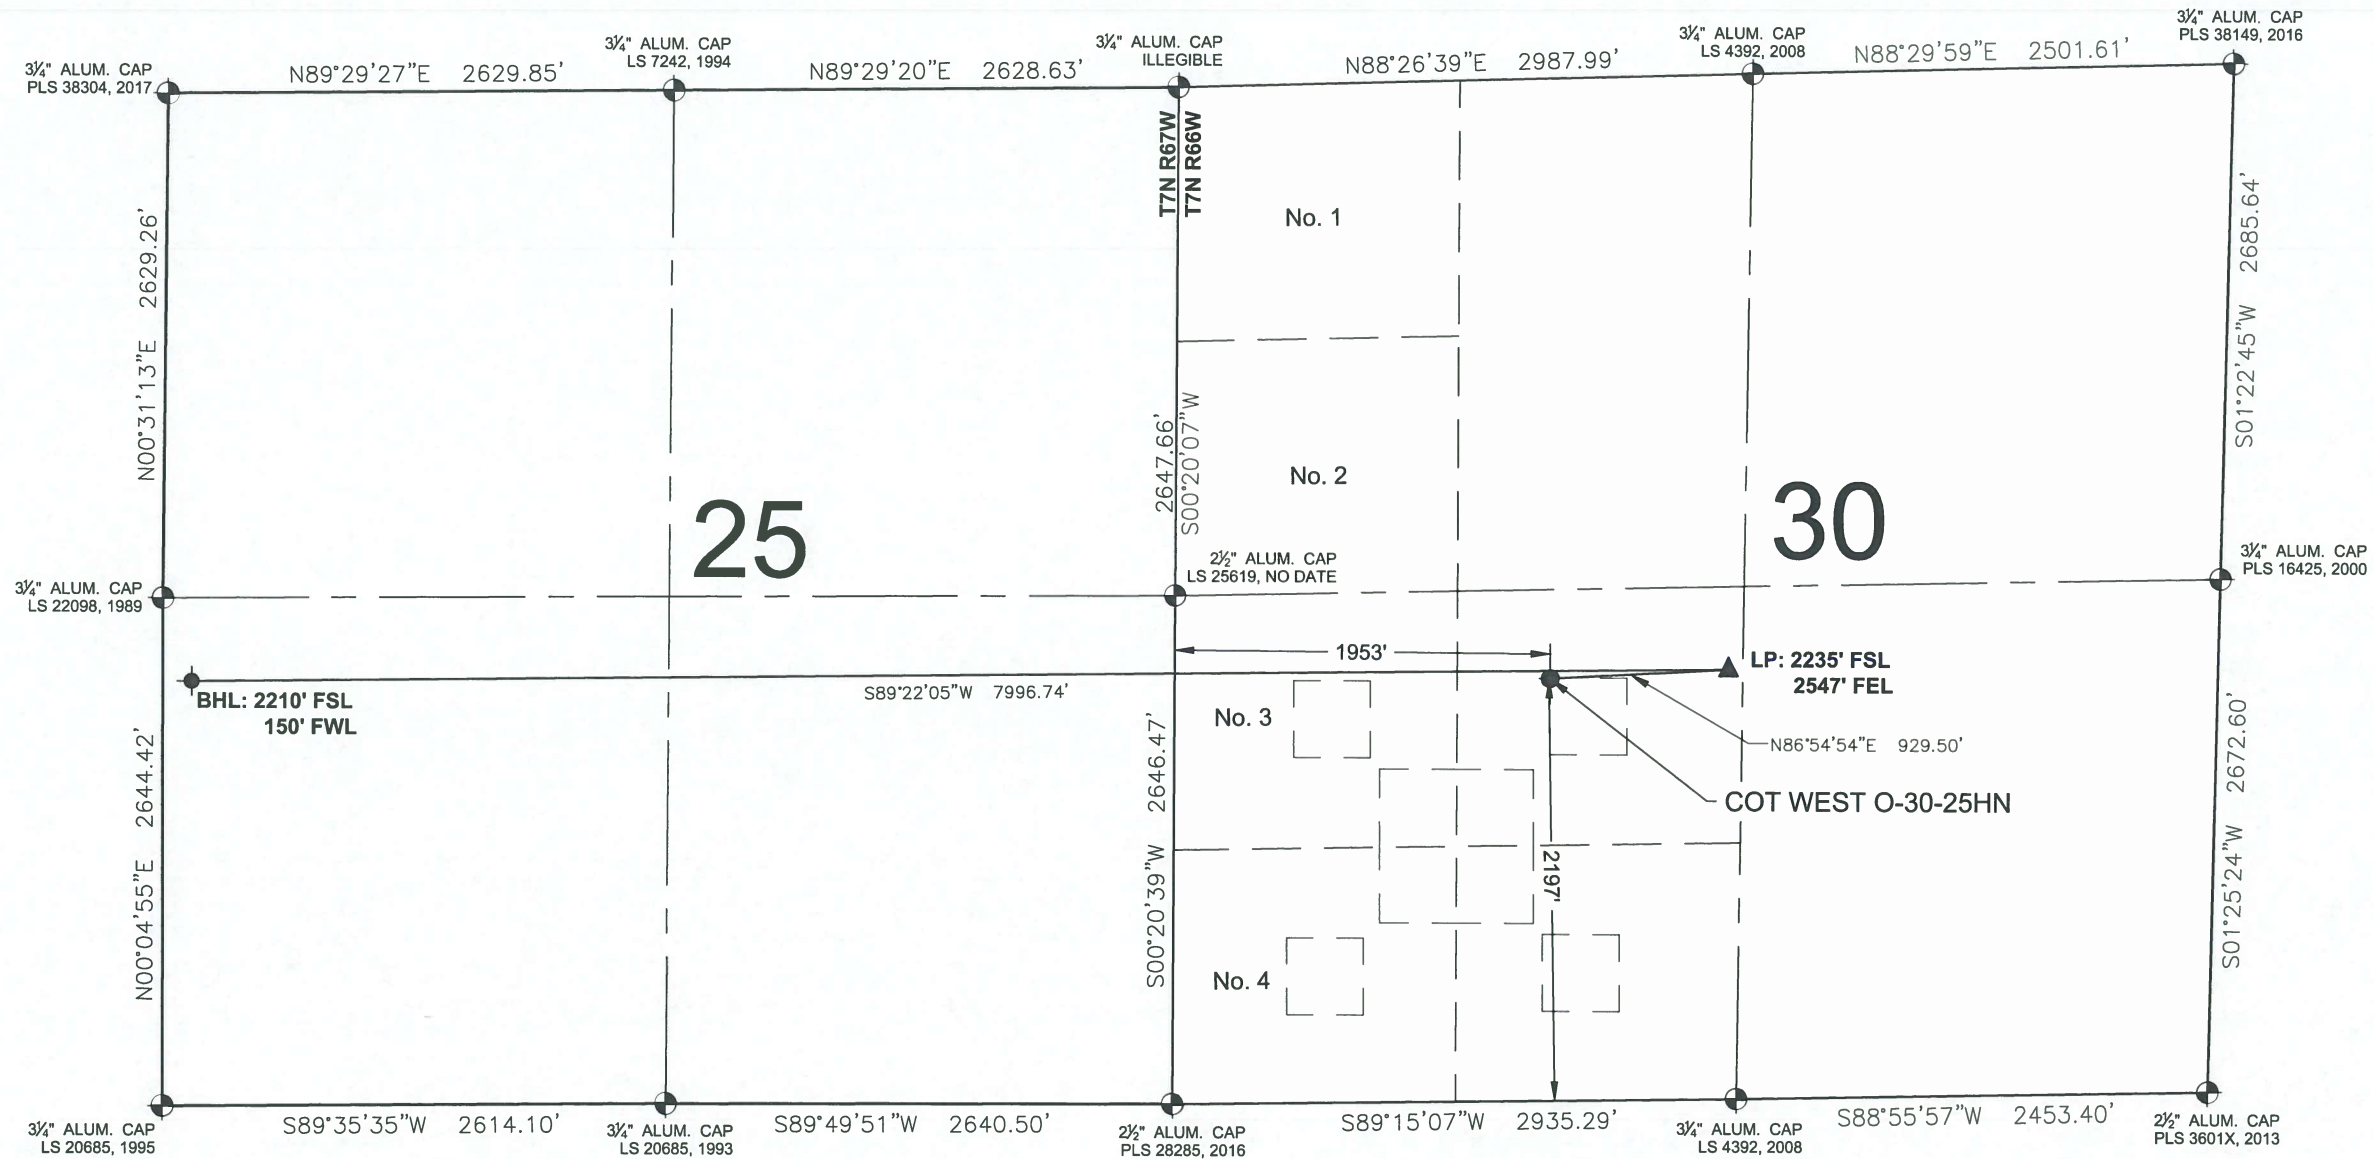 3¼" ALUM. CAP
PLS 38304, 2017
N89°29'27"E 2629.85'
3¼" ALUM. CAP
LS 7242, 1994
N89°29'20"E 2628.63'
3¼" ALUM. CAP
ILLEGIBLE
N88°26'39"E 2987.99'
3¼" ALUM. CAP
LS 4392, 2008
N88°29'59"E 2501.61'
3¼" ALUM. CAP
PLS 38149, 2016
T7N R67W
T7N R66W
No. 1
N00°31'13"E 2629.26'
S01°22'45"W 2685.64'
2647.66'
S00°20'07"W
No. 2
25
30
3¼" ALUM. CAP
LS 22098, 1989
2½" ALUM. CAP
LS 25619, NO DATE
3¼" ALUM. CAP
PLS 16425, 2000
1953'
LP: 2235' FSL
2547' FEL
BHL: 2210' FSL
150' FWL
S89°22'05"W 7996.74'
No. 3
N86°54'54"E 929.50'
COT WEST O-30-25HN
2197'
N00°04'55"E 2644.42'
S00°20'39"W 2646.47'
S01°25'24"W 2672.60'
No. 4
3¼" ALUM. CAP
LS 20685, 1995
S89°35'35"W 2614.10'
3¼" ALUM. CAP
LS 20685, 1993
S89°49'51"W 2640.50'
2½" ALUM. CAP
PLS 28285, 2016
S89°15'07"W 2935.29'
3¼" ALUM. CAP
LS 4392, 2008
S88°55'57"W 2453.40'
2½" ALUM. CAP
PLS 3601X, 2013